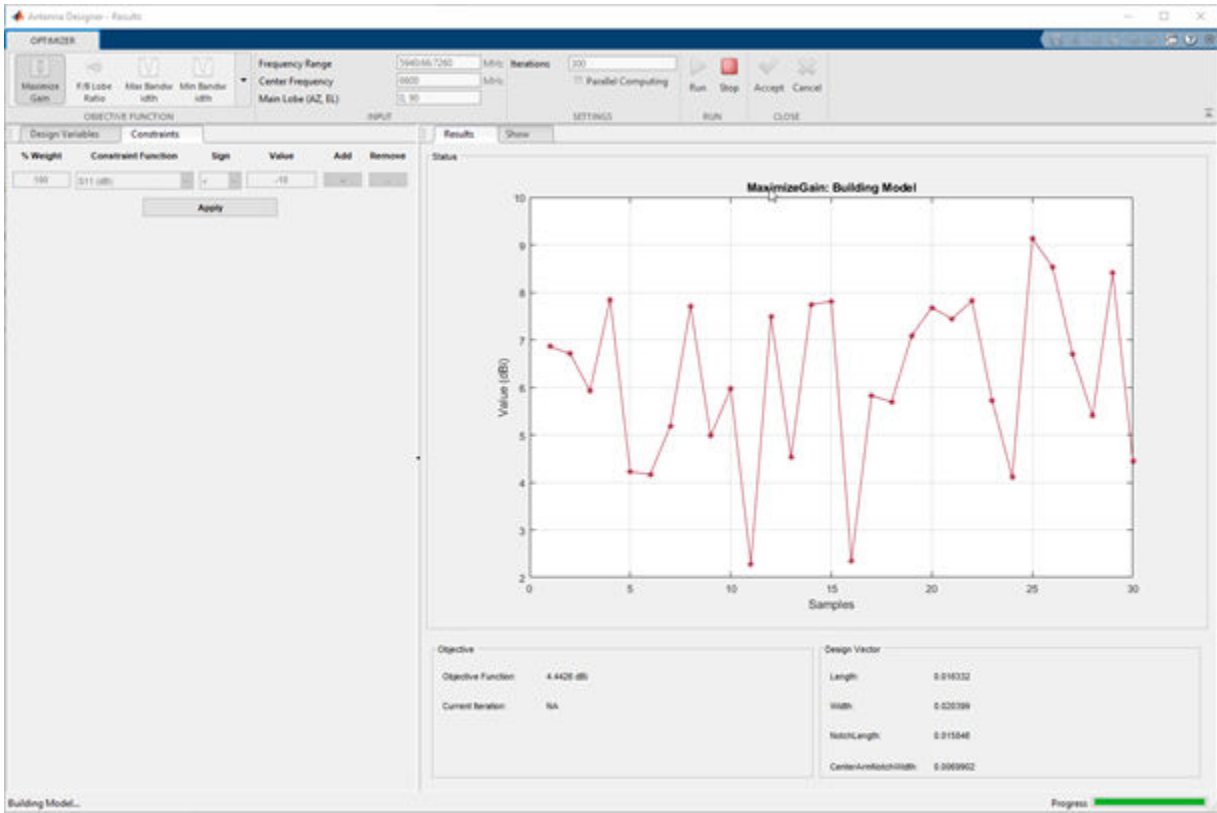 Antenna Designer - Results
OPTIMIZER
Maximize Gain
F/B Lobe Ratio
Max Bandwidth
Min Bandwidth
OBJECTIVE FUNCTION
Frequency Range MHz
Center Frequency 6600 MHz
Main Lobe (AZ, EL) 0, 90
INPUT
Iterations 300
Parallel Computing
SETTINGS
Run Stop
RUN
Accept Cancel
CLOSE
Design Variables Constraints
% Weight Constraint Function Sign Value Add Remove
100 S11 (dB) < -10
Apply
Results Show
Status
MaximizeGain: Building Model
Value (dBi)
10
9
8
7
6
5
4
3
2
0 5 10 15 20 25 30
Samples
Objective
Objective Function: 4.4428 dBi
Current Iteration: NA
Design Vector
Length: 0.016332
Width: 0.020399
NotchLength: 0.015046
CenterArmNotchWidth: 0.0069902
Building Model...
Progress